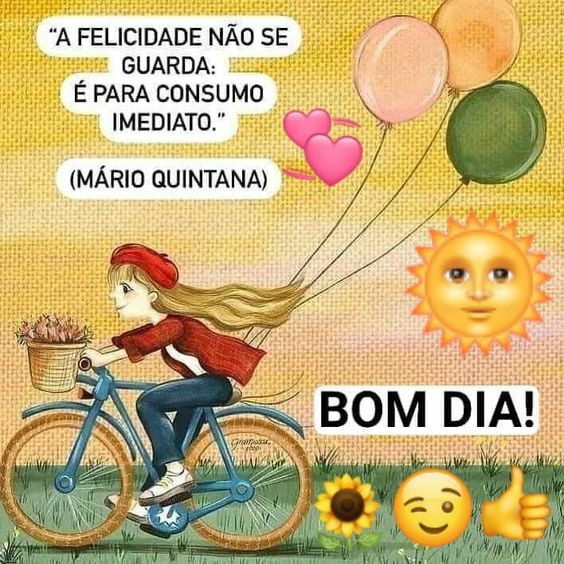 “A FELICIDADE NÃO SE
GUARDA:
É PARA CONSUMO
IMEDIATO.”
(MÁRIO QUINTANA)
BOM DIA!